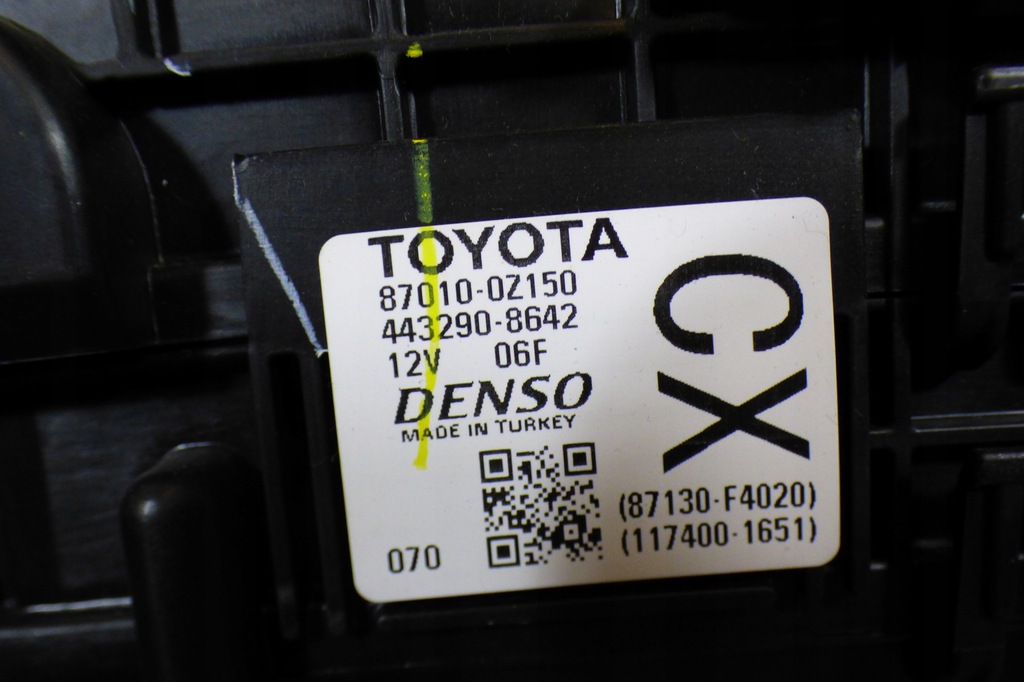 TOYOTA
87010-0Z150
443290-8642
12V 06F
DENSO
MADE IN TURKEY
070
CX
(87130-F4020)
(117400-1651)